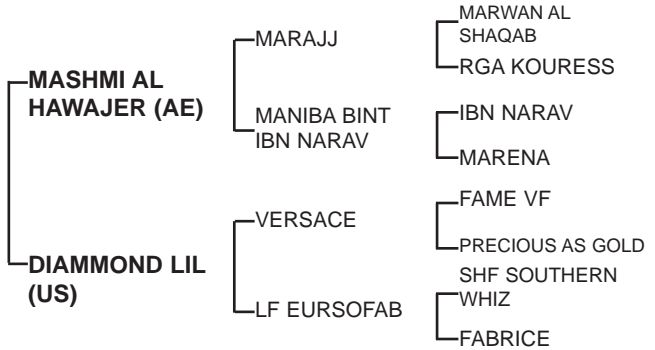 MARWAN AL
SHAQAB
MARAJJ
RGA KOURESS
MASHMI AL
HAWAJER (AE)
MANIBA BINT
IBN NARAV
IBN NARAV
MARENA
FAME VF
VERSACE
PRECIOUS AS GOLD
DIAMMOND LIL
(US)
SHF SOUTHERN
WHIZ
LF EURSOFAB
FABRICE